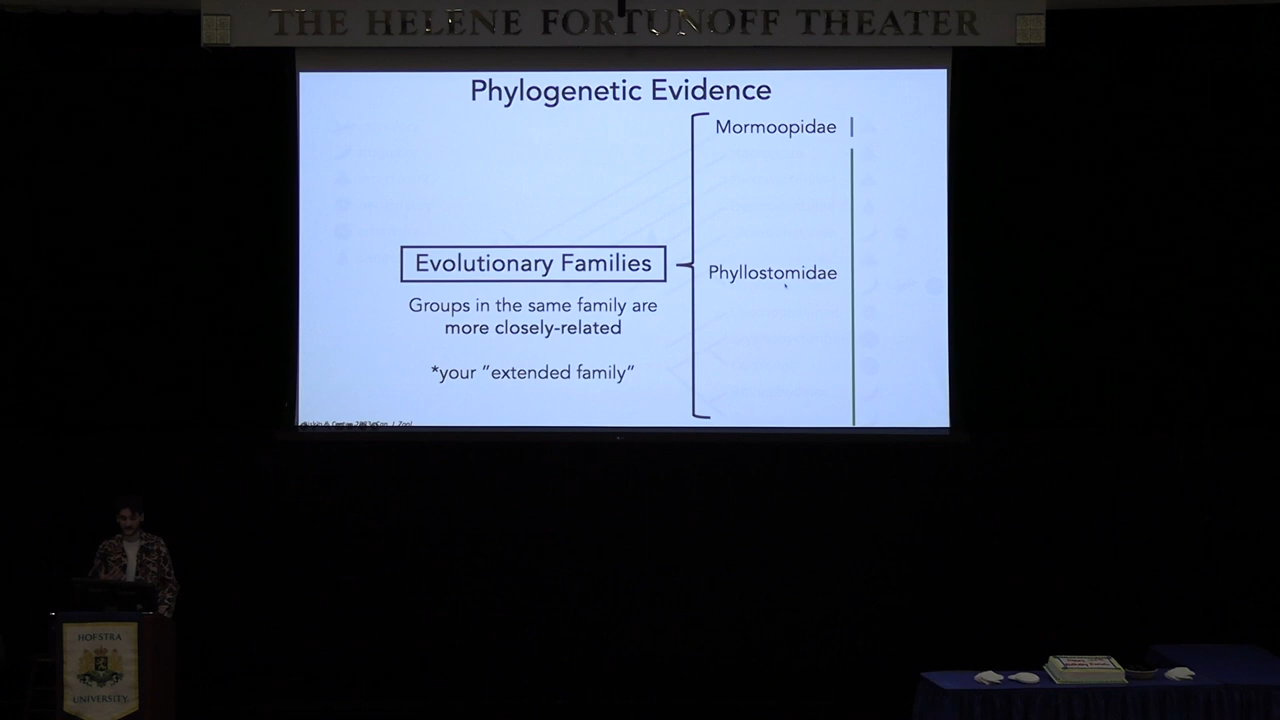 THE HELENE FORTUNOFF THEATER
Phylogenetic Evidence
Mormoopidae
Evolutionary Families
Phyllostomidae
Groups in the same family are
more closely-related
*your "extended family"
HOFSTRA
UNIVERSITY